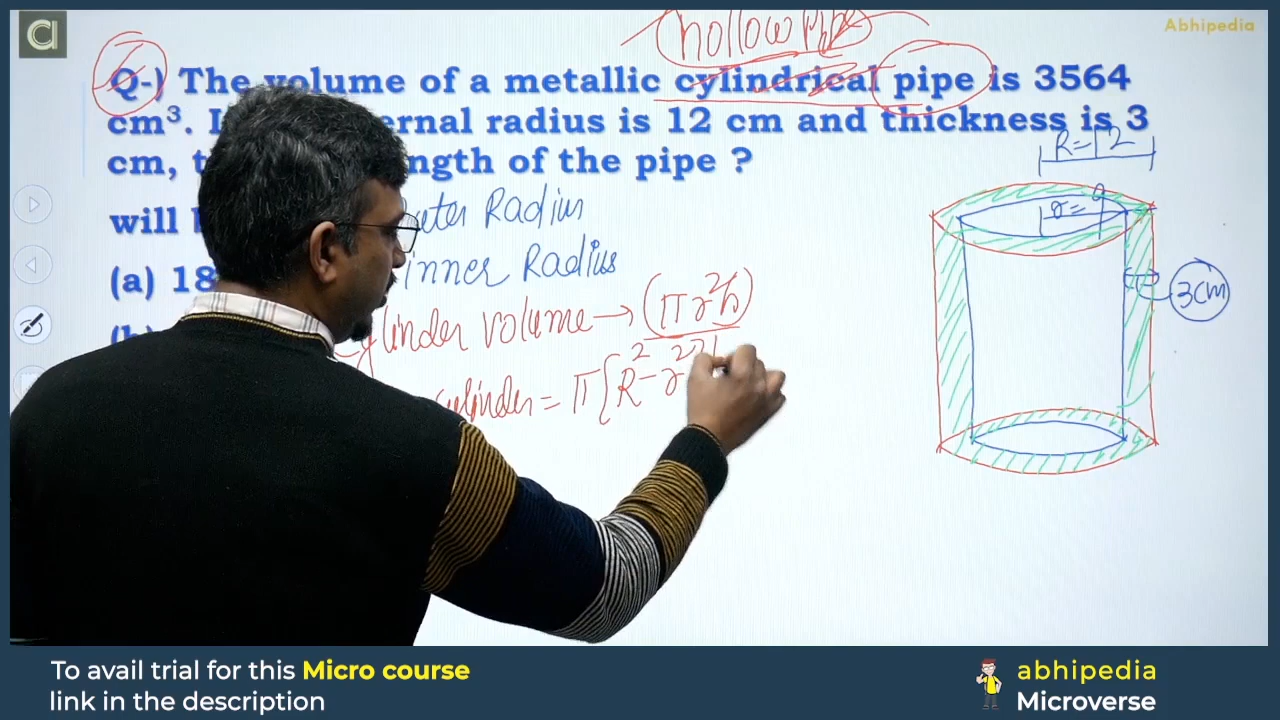 Abhipedia
hollow pipe
Q-) The volume of a metallic cylindrical pipe is 3564
cm³. ernal radius is 12 cm and thickness is 3
cm, ngth of the pipe ?
will
(a) 18
Radius
inner Radius
volume → (πr²h)
cylinder = π[R² - r²]
R=12
r=9
3cm
To avail trial for this Micro course
link in the description
abhipedia
Microverse